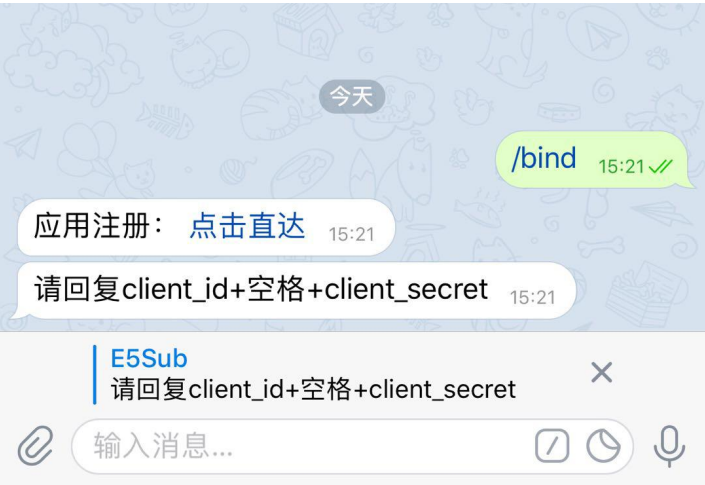 今天
/bind 15:21
应用注册： 点击直达 15:21
请回复client_id+空格+client_secret 15:21
E5Sub
请回复client_id+空格+client_secret
输入消息...